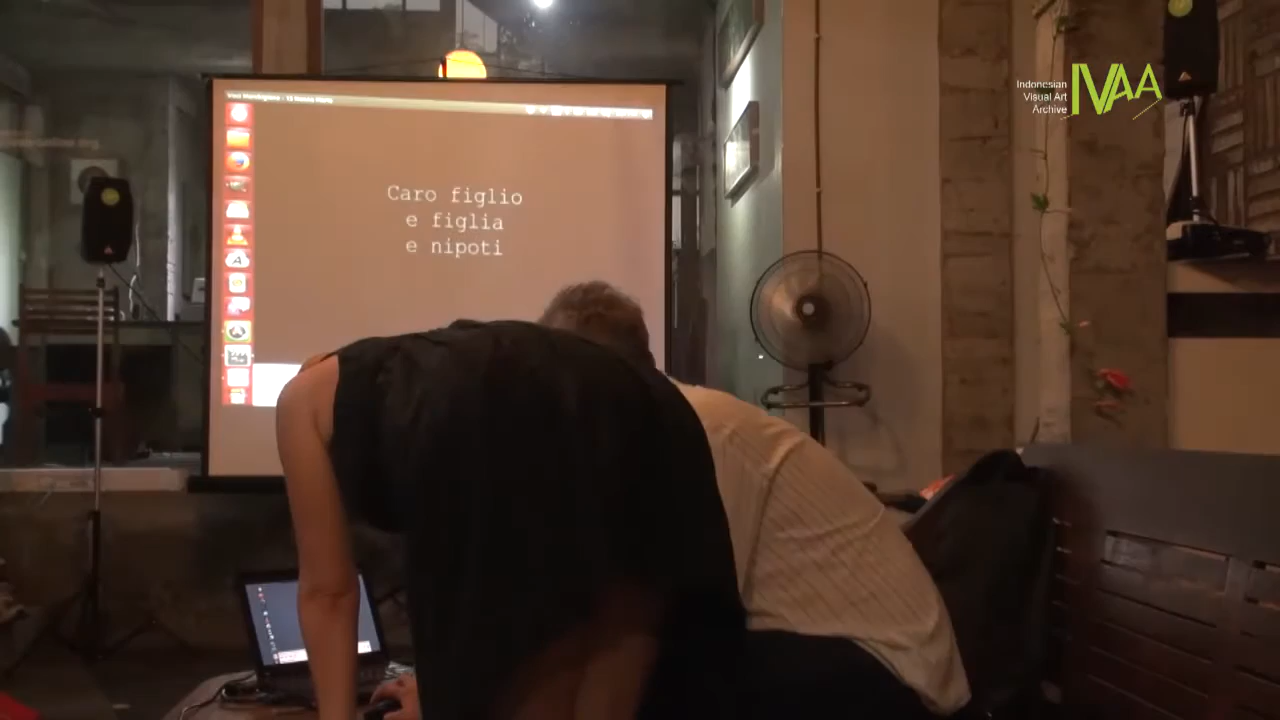 Caro figlio
e figlia
e nipoti
Indonesian
Visual Art
Archive
IVAA